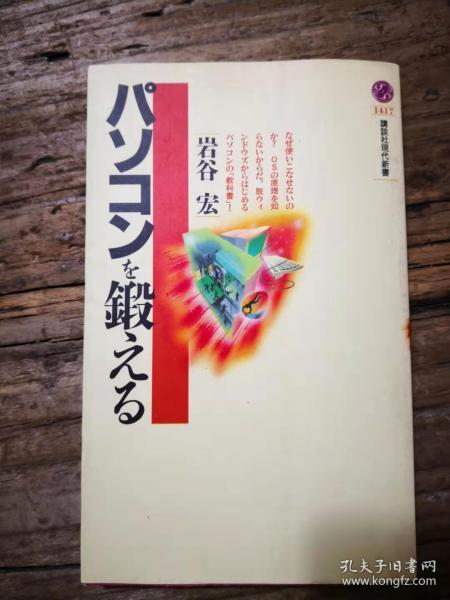 1417
講談社現代新書
パソコンを鍛える
岩谷 宏
なぜ使いこなせないの
か? OSの原理を知
らないからだ。脱ウィ
ンドウズからはじめる
パソコンの「教科書」!
孔夫子旧书网
www.kongfz.com